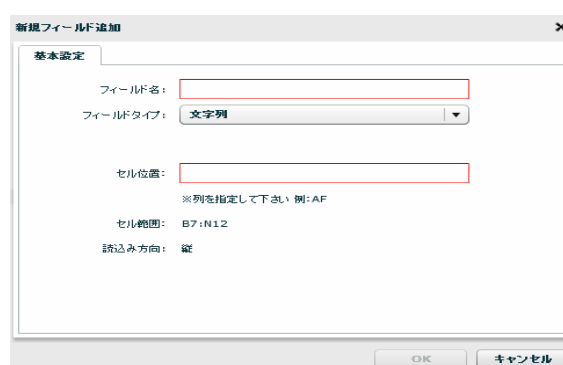 新規フィールド追加
基本設定
フィールド名:
フィールドタイプ: 文字列
セル位置:
※列を指定して下さい 例:AF
セル範囲: B7:N12
読込み方向: 縦
OK キャンセル